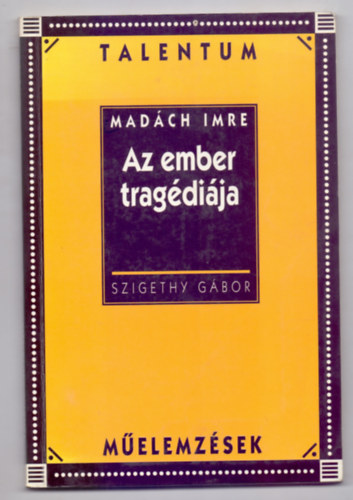 TALENTUM
MADÁCH IMRE
Az ember
tragédiája
SZIGETHY GÁBOR
MŰELEMZÉSEK